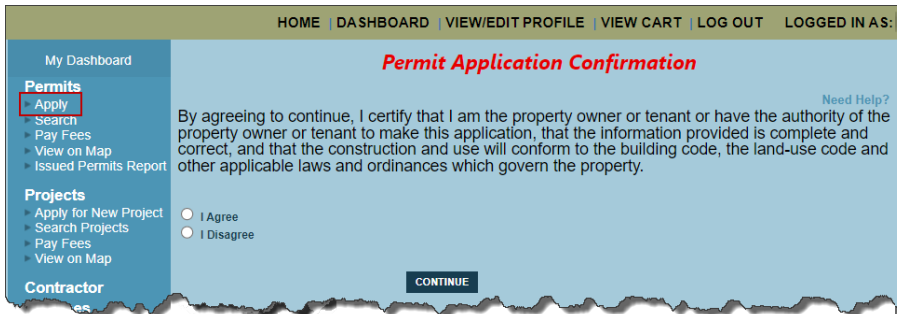 HOME | DASHBOARD | VIEW/EDIT PROFILE | VIEW CART | LOG OUT LOGGED IN AS:
My Dashboard
Permits
Apply
Search
Pay Fees
View on Map
Issued Permits Report
Projects
Apply for New Project
Search Projects
Pay Fees
View on Map
Contractor
Permit Application Confirmation
Need Help?
By agreeing to continue, I certify that I am the property owner or tenant or have the authority of the
property owner or tenant to make this application, that the information provided is complete and
correct, and that the construction and use will conform to the building code, the land-use code and
other applicable laws and ordinances which govern the property.
I Agree
I Disagree
CONTINUE